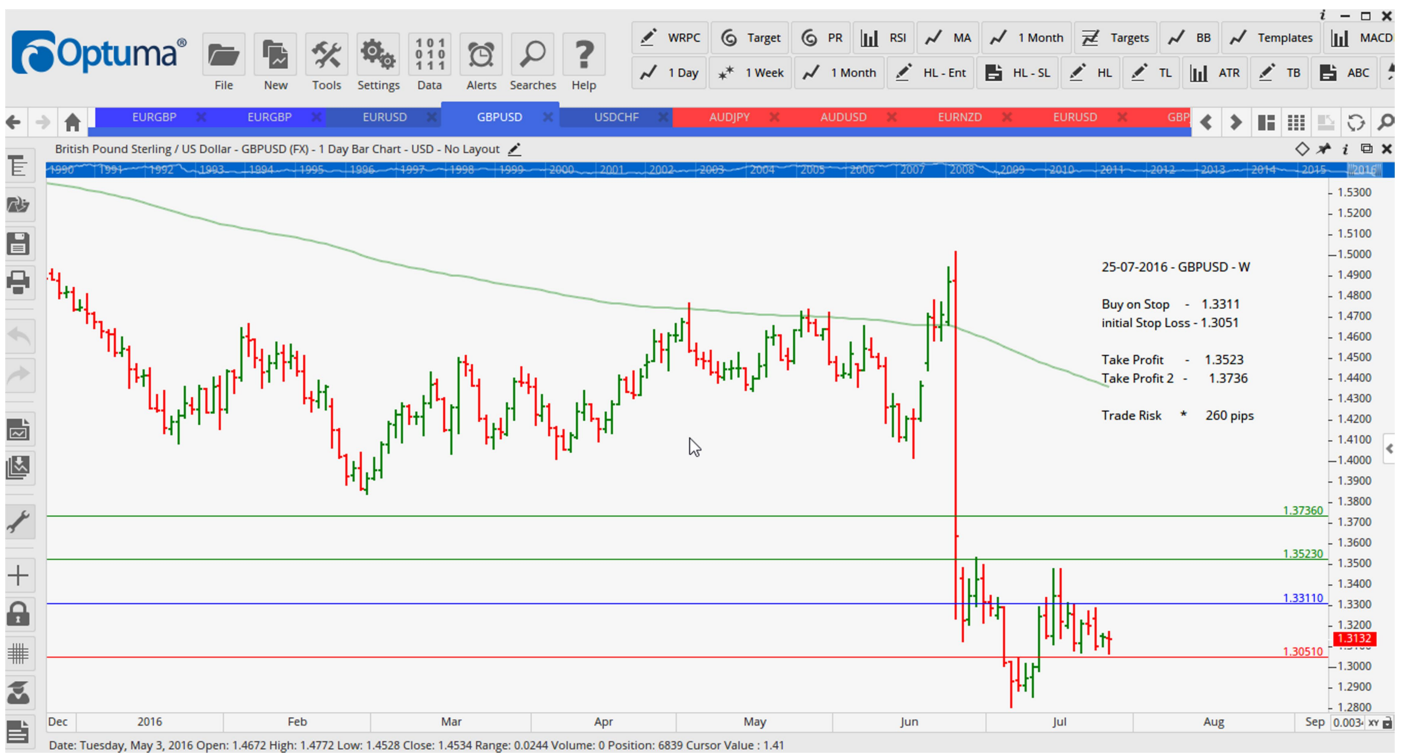 Optuma®
File New Tools Settings Data Alerts Searches Help
101
010
111
WRPC Target PR RSI MA 1 Month Targets BB Templates MACD
1 Day 1 Week 1 Month HL - Ent HL - SL HL TL ATR TB ABC
EURGBP EURGBP EURUSD GBPUSD USDCHF AUDJPY AUDUSD EURNZD EURUSD GBP
British Pound Sterling / US Dollar - GBPUSD (FX) - 1 Day Bar Chart - USD - No Layout
1990 1991 1992 1993 1994 1995 1996 1997 1998 1999 2000 2001 2002 2003 2004 2005 2006 2007 2008 2009 2010 2011 2012 2013 2014 2015 2016
1.5300
1.5200
1.5100
1.5000
25-07-2016 - GBPUSD - W
1.4900
1.4800
Buy on Stop - 1.3311
1.4700
initial Stop Loss - 1.3051
1.4600
1.4500
Take Profit - 1.3523
1.4400
Take Profit 2 - 1.3736
1.4300
Trade Risk * 260 pips
1.4200
1.4100
1.4000
1.3900
1.3800
1.37360
1.3700
1.3600
1.35230
1.3500
1.3400
1.33110
1.3300
1.3200
1.3132
1.30510
1.3000
1.2900
1.2800
Dec 2016 Feb Mar Apr May Jun Jul Aug Sep 0.0034 XY
Date: Tuesday, May 3, 2016 Open: 1.4672 High: 1.4772 Low: 1.4528 Close: 1.4534 Range: 0.0244 Volume: 0 Position: 6839 Cursor Value : 1.41